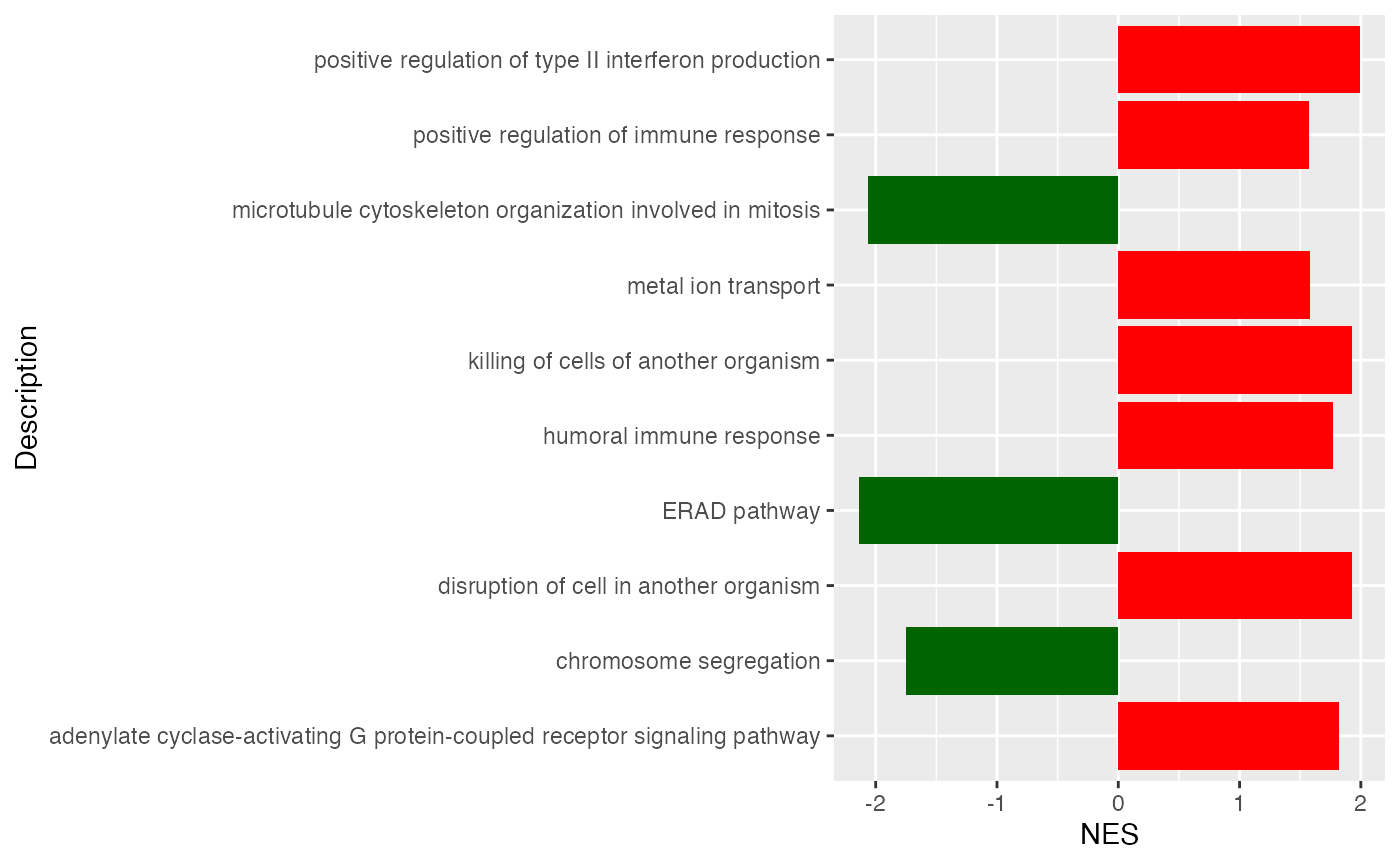 positive regulation of type II interferon production
positive regulation of immune response
microtubule cytoskeleton organization involved in mitosis
metal ion transport
killing of cells of another organism
humoral immune response
ERAD pathway
disruption of cell in another organism
chromosome segregation
adenylate cyclase-activating G protein-coupled receptor signaling pathway
Description
-2 -1 0 1 2
NES